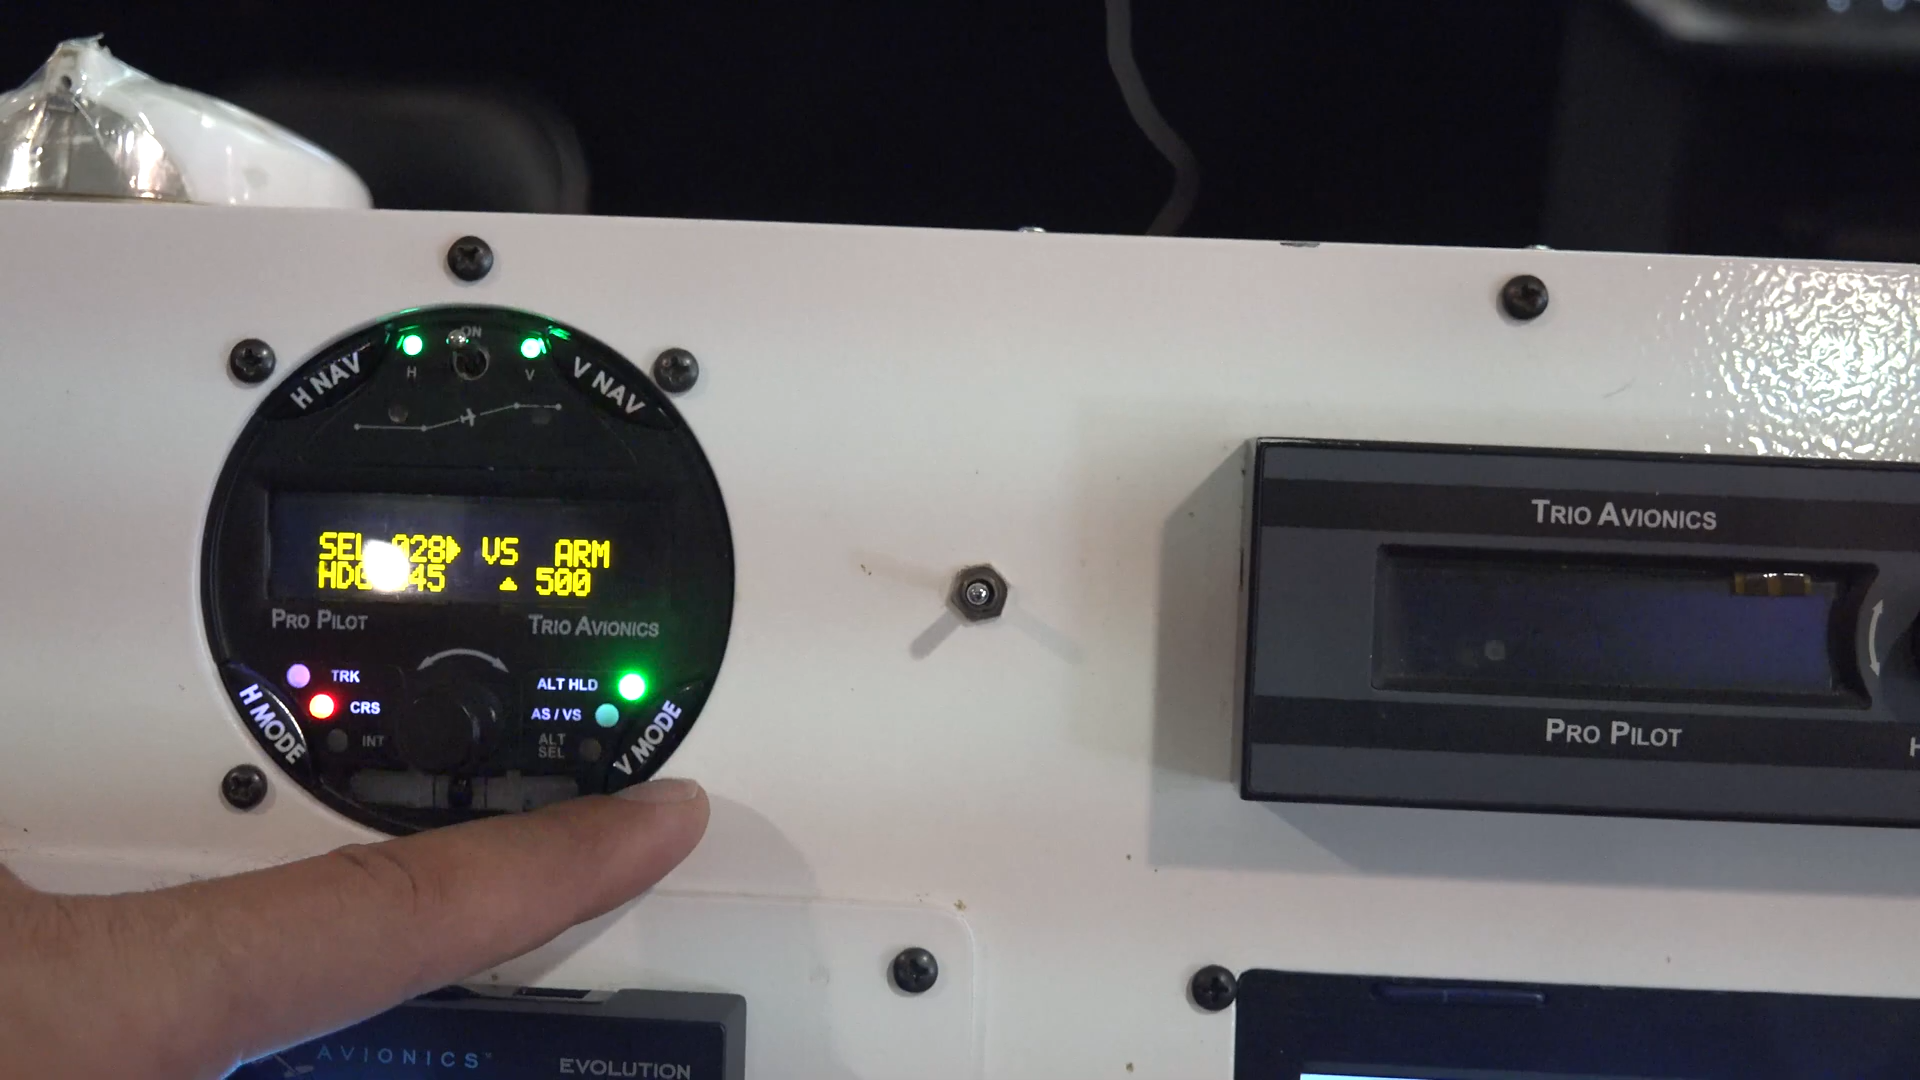 ON
H NAV
V NAV
H
V
028 VS ARM
45 500
PRO PILOT
TRIO AVIONICS
TRK
CRS
INT
ALT HLD
AS / VS
ALT
SEL
H MODE
V MODE
TRIO AVIONICS
PRO PILOT
H
AVIONICS
EVOLUTION